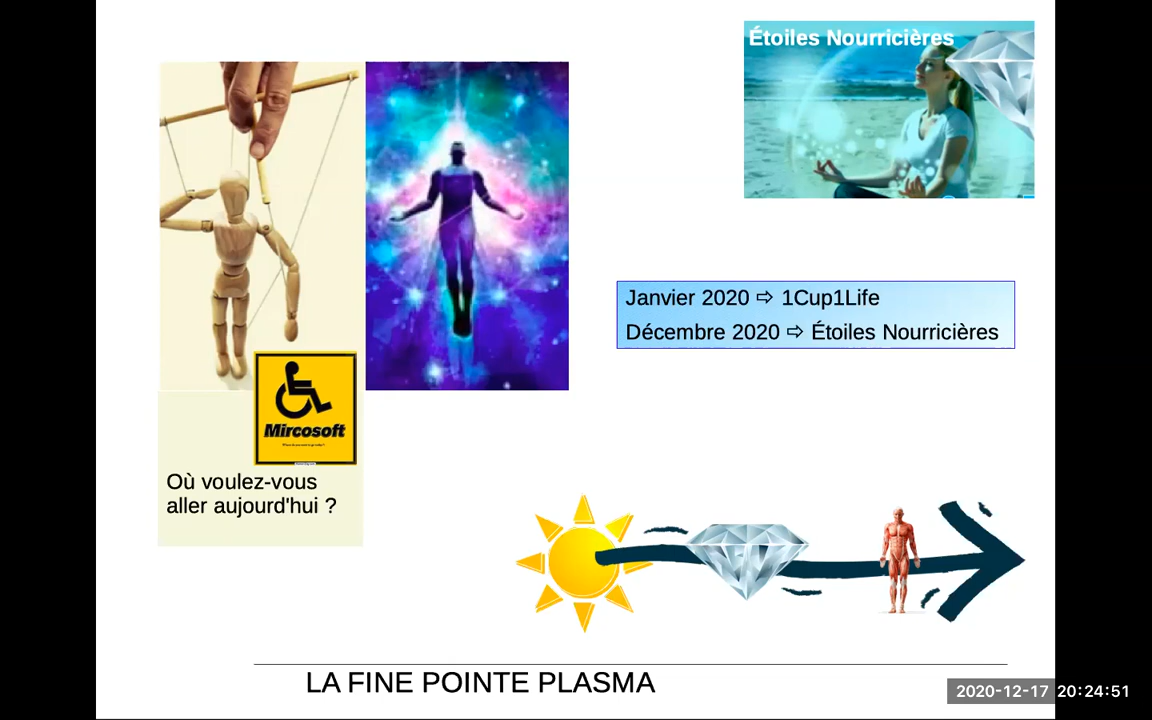 Étoiles Nourricières
Janvier 2020 ⇨ 1Cup1Life
Décembre 2020 ⇨ Étoiles Nourricières
Mircosoft
Où voulez-vous
aller aujourd'hui ?
LA FINE POINTE PLASMA
2020-12-17 20:24:51